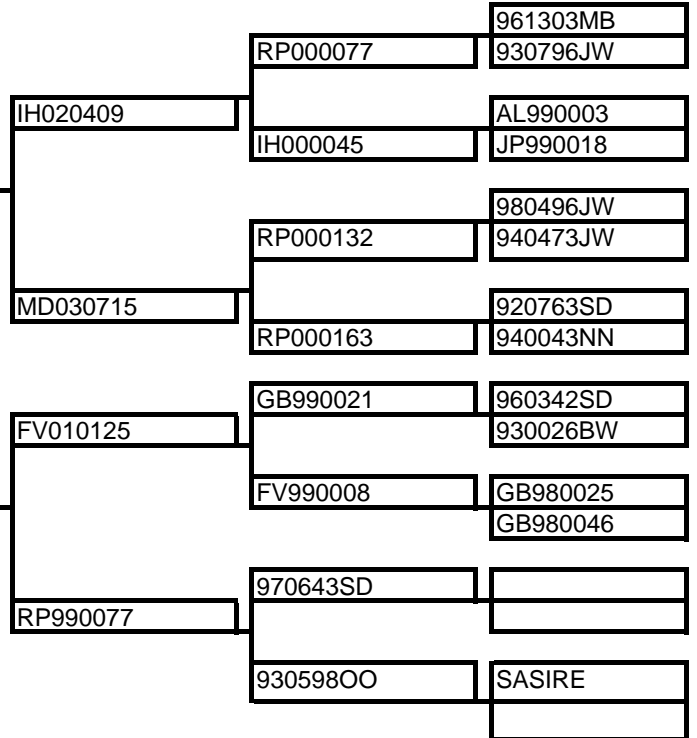 961303MB
RP000077
930796JW
IH020409
AL990003
IH000045
JP990018
980496JW
RP000132
940473JW
MD030715
920763SD
RP000163
940043NN
GB990021
960342SD
FV010125
930026BW
FV990008
GB980025
GB980046
970643SD
RP990077
930598OO
SASIRE